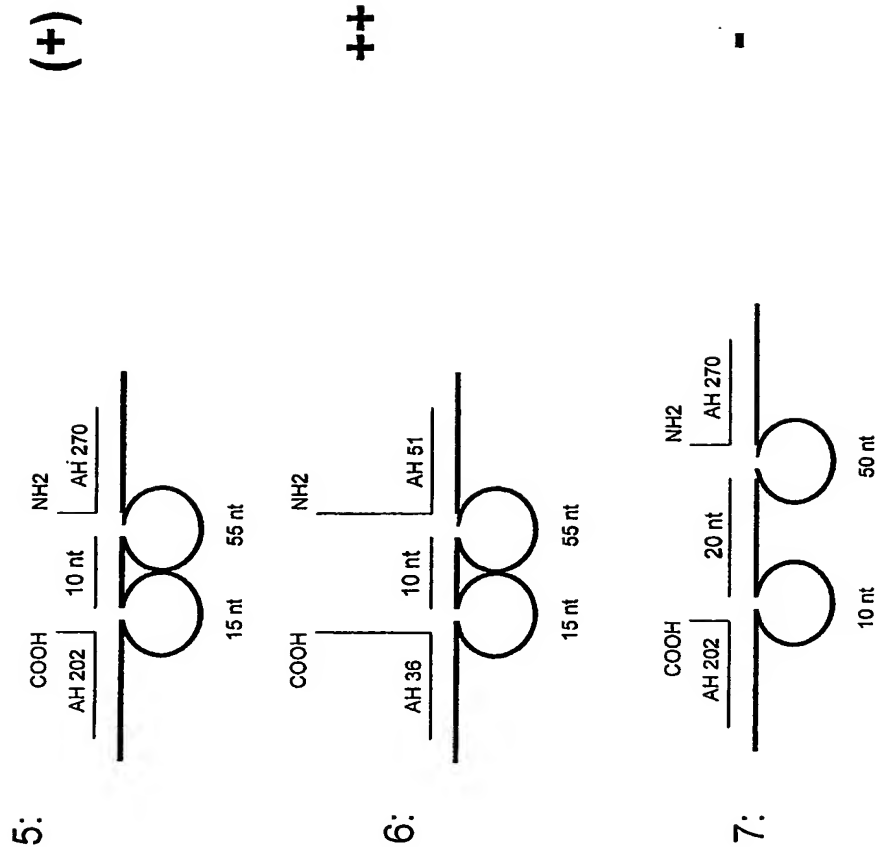 5:
COOH NH2
AH 202 10 nt AH 270
15 nt 55 nt
(+)
6:
COOH NH2
AH 36 10 nt AH 51
15 nt 55 nt
++
7:
COOH NH2
AH 202 20 nt AH 270
10 nt 50 nt
-